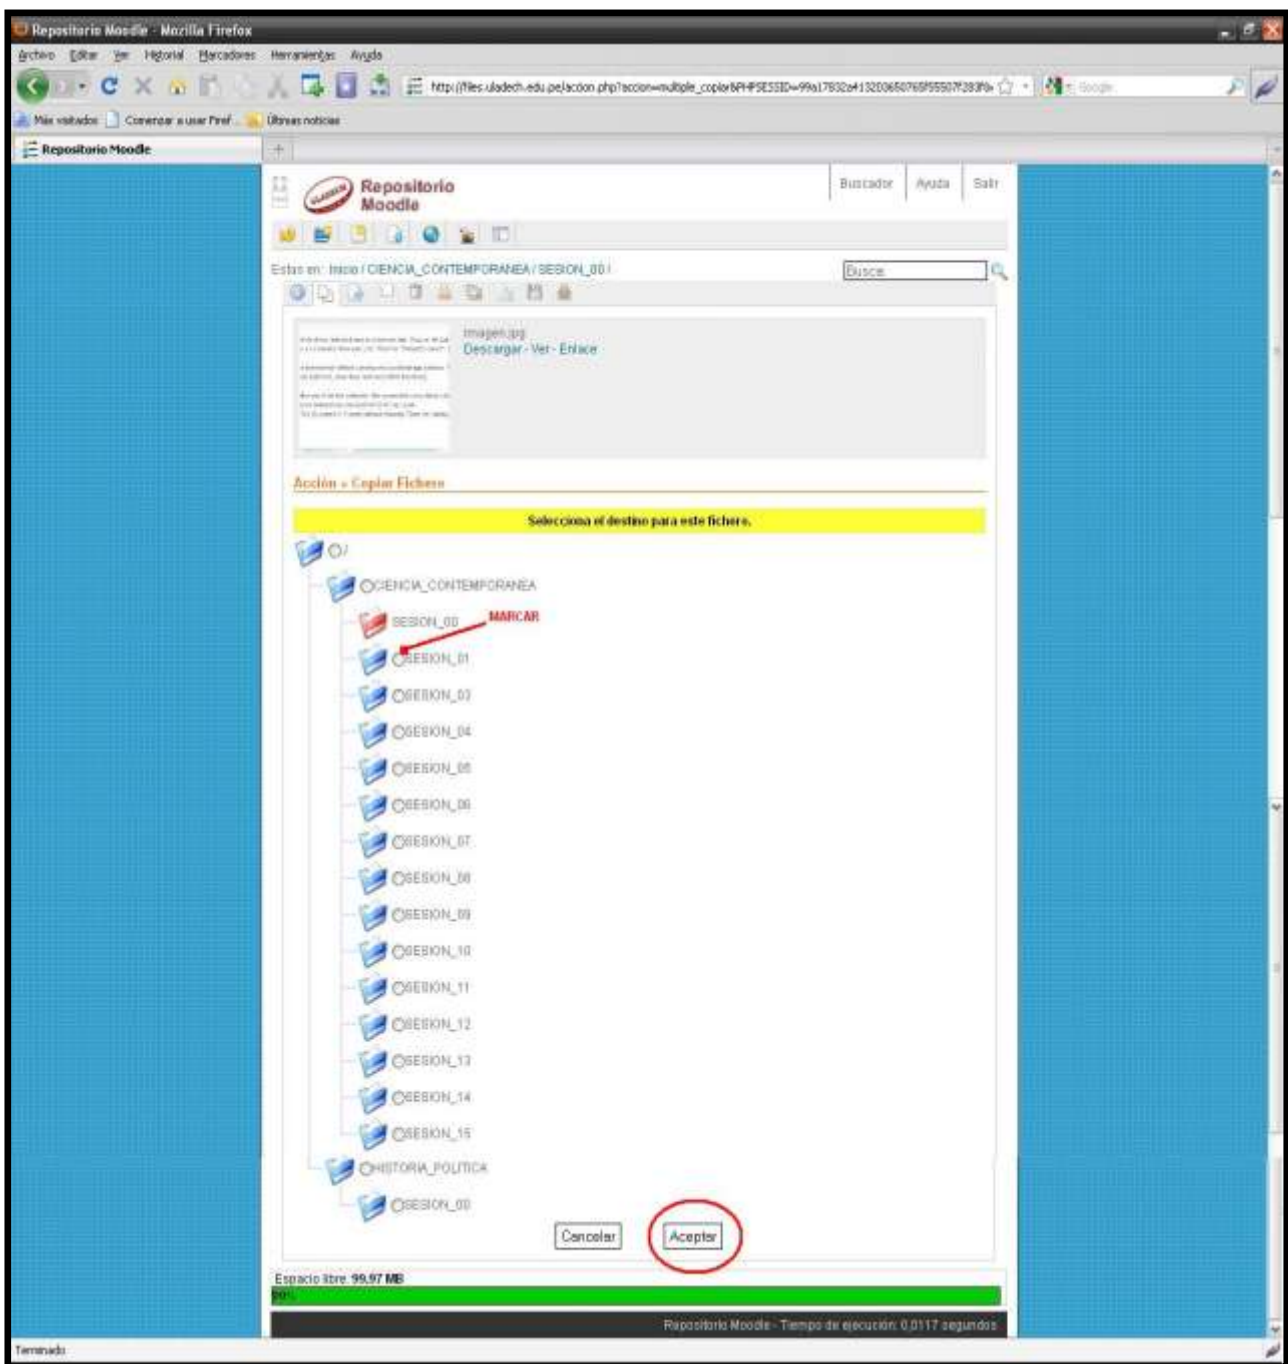 Repositorio Moodle - Mozilla Firefox
Archivo Editar Ver Historial Marcadores Herramientas Ayuda
Google
Más visitados Comenzar a usar Firef... Últimas noticias
Repositorio Moodle
ULADECH
Repositorio
Moodle
Buscador Ayuda Salir
Estas en: Inicio / CIENCIA_CONTEMPORANEA / SESION_00 /
Busca
Imagen.jpg
Descargar - Ver - Enlace
Acción » Copiar Fichero
Selecciona el destino para este fichero.
/
CIENCIA_CONTEMPORANEA
SESION_00
MARCAR
SESION_01
SESION_03
SESION_04
SESION_05
SESION_06
SESION_07
SESION_08
SESION_09
SESION_10
SESION_11
SESION_12
SESION_13
SESION_14
SESION_15
HISTORIA_POLITICA
SESION_00
Cancelar Aceptar
Espacio libre: 99,97 MB
Repositorio Moodle - Tiempo de ejecución: 0,0117 segundos
Terminado